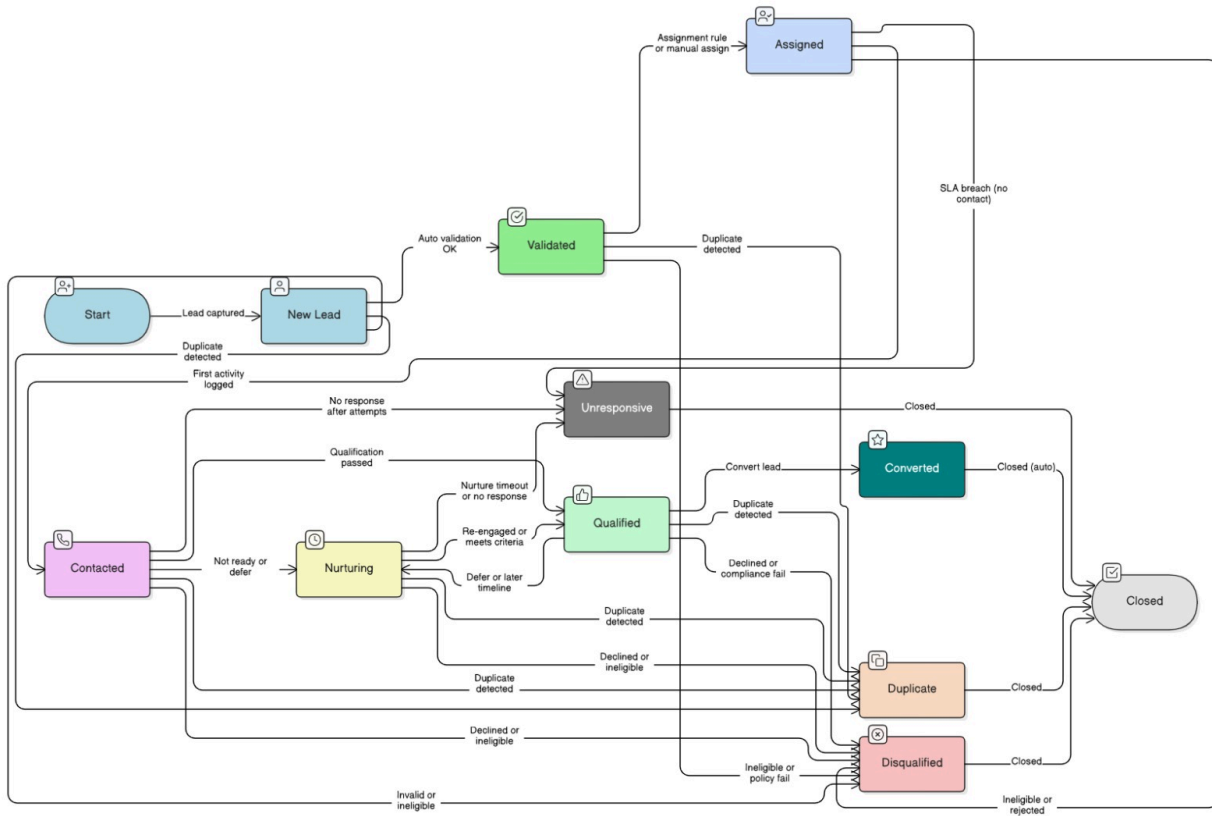 Assigned
Assignment rule
or manual assign
SLA breach (no
contact)
Validated
Auto validation
OK
Duplicate
detected
Start
Lead captured
New Lead
Duplicate
detected
First activity
logged
No response
after attempts
Unresponsive
Closed
Qualification
passed
Convert lead
Converted
Closed (auto)
Nurture timeout
or no response
Qualified
Duplicate
detected
Re-engaged or
meets criteria
Contacted
Not ready or
defer
Nurturing
Defer or later
timeline
Declined or
compliance fail
Closed
Duplicate
detected
Declined or
ineligible
Duplicate
detected
Duplicate
Closed
Declined or
ineligible
Ineligible or
policy fail
Disqualified
Closed
Invalid or
ineligible
Ineligible or
rejected